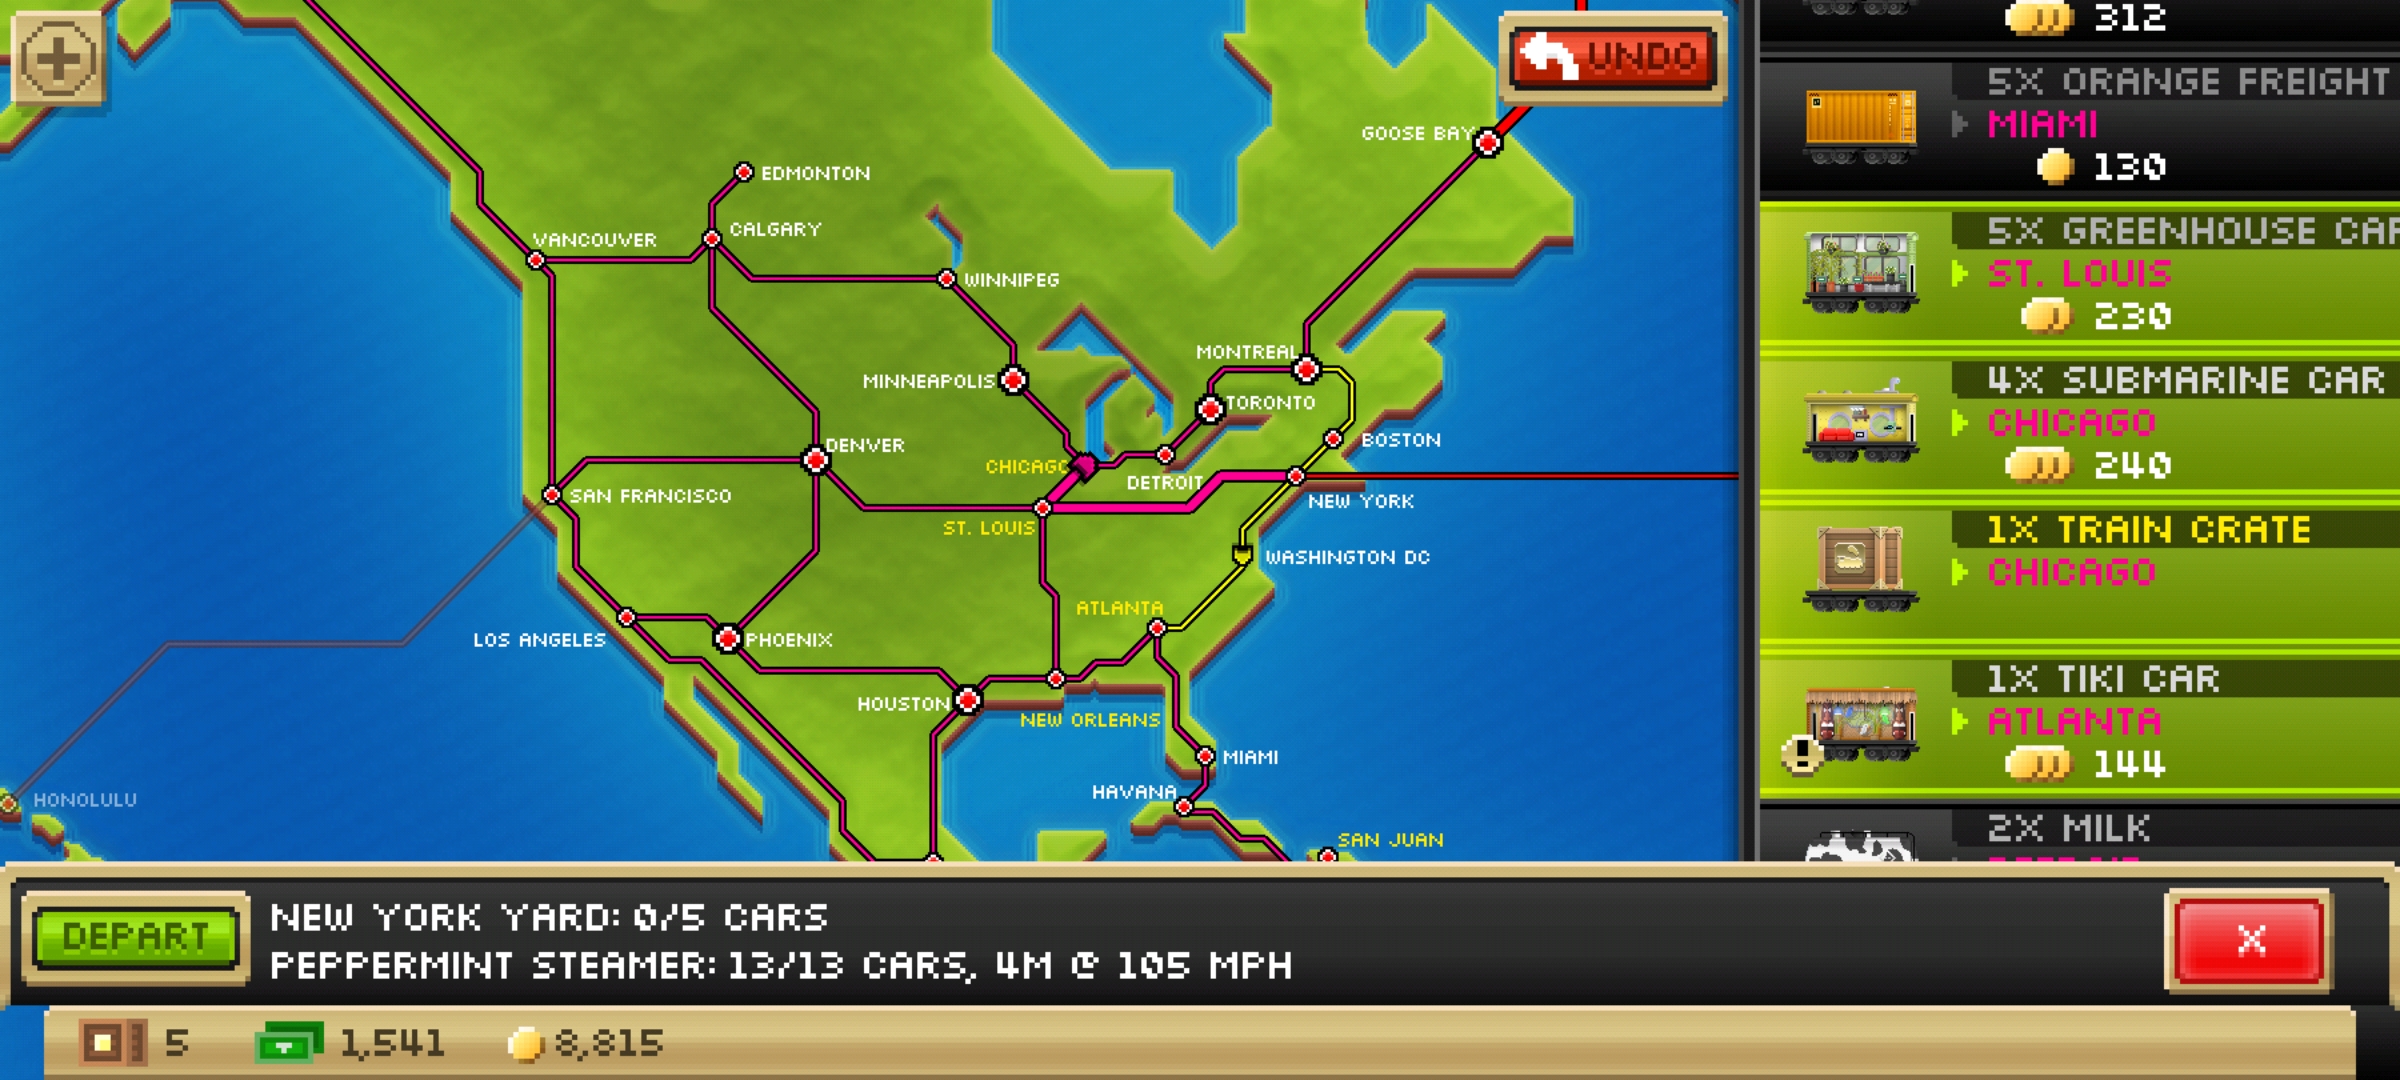 312
UNDO
5X ORANGE FREIGHT
MIAMI
130
GOOSE BAY
EDMONTON
CALGARY
VANCOUVER
WINNIPEG
5X GREENHOUSE CAR
ST. LOUIS
230
MONTREAL
MINNEAPOLIS
TORONTO
4X SUBMARINE CAR
CHICAGO
240
DENVER
BOSTON
CHICAGO
DETROIT
SAN FRANCISCO
NEW YORK
ST. LOUIS
WASHINGTON DC
1X TRAIN CRATE
CHICAGO
ATLANTA
LOS ANGELES
PHOENIX
HOUSTON
NEW ORLEANS
1X TIKI CAR
ATLANTA
144
MIAMI
HAVANA
HONOLULU
SAN JUAN
2X MILK
DEPART
NEW YORK YARD: 0/5 CARS
PEPPERMINT STEAMER: 13/13 CARS, 4M @ 105 MPH
X
5
1,541
8,815